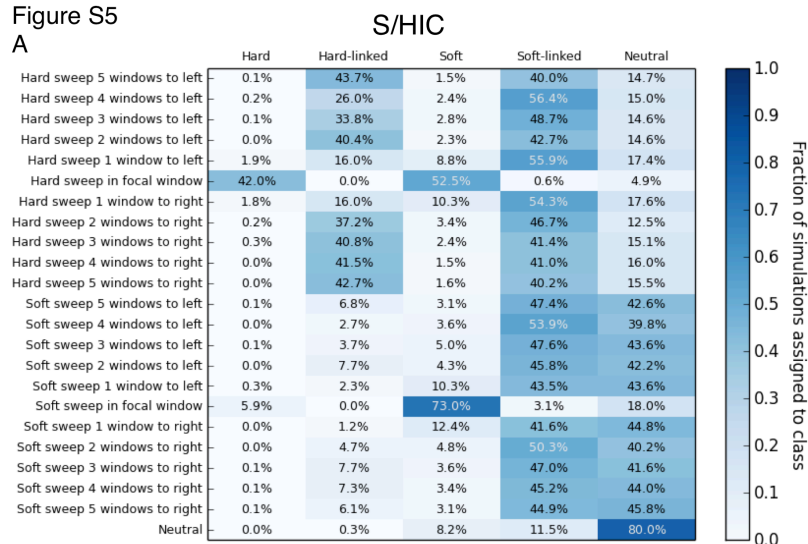 Figure S5
A
S/HIC
Hard Hard-linked Soft Soft-linked Neutral
Hard sweep 5 windows to left 0.1% 43.7% 1.5% 40.0% 14.7%
Hard sweep 4 windows to left 0.2% 26.0% 2.4% 56.4% 15.0%
Hard sweep 3 windows to left 0.1% 33.8% 2.8% 48.7% 14.6%
Hard sweep 2 windows to left 0.0% 40.4% 2.3% 42.7% 14.6%
Hard sweep 1 window to left 1.9% 16.0% 8.8% 55.9% 17.4%
Hard sweep in focal window 42.0% 0.0% 52.5% 0.6% 4.9%
Hard sweep 1 window to right 1.8% 16.0% 10.3% 54.3% 17.6%
Hard sweep 2 windows to right 0.2% 37.2% 3.4% 46.7% 12.5%
Hard sweep 3 windows to right 0.3% 40.8% 2.4% 41.4% 15.1%
Hard sweep 4 windows to right 0.0% 41.5% 1.5% 41.0% 16.0%
Hard sweep 5 windows to right 0.0% 42.7% 1.6% 40.2% 15.5%
Soft sweep 5 windows to left 0.1% 6.8% 3.1% 47.4% 42.6%
Soft sweep 4 windows to left 0.0% 2.7% 3.6% 53.9% 39.8%
Soft sweep 3 windows to left 0.1% 3.7% 5.0% 47.6% 43.6%
Soft sweep 2 windows to left 0.0% 7.7% 4.3% 45.8% 42.2%
Soft sweep 1 window to left 0.3% 2.3% 10.3% 43.5% 43.6%
Soft sweep in focal window 5.9% 0.0% 73.0% 3.1% 18.0%
Soft sweep 1 window to right 0.0% 1.2% 12.4% 41.6% 44.8%
Soft sweep 2 windows to right 0.0% 4.7% 4.8% 50.3% 40.2%
Soft sweep 3 windows to right 0.1% 7.7% 3.6% 47.0% 41.6%
Soft sweep 4 windows to right 0.1% 7.3% 3.4% 45.2% 44.0%
Soft sweep 5 windows to right 0.1% 6.1% 3.1% 44.9% 45.8%
Neutral 0.0% 0.3% 8.2% 11.5% 80.0%
1.0
0.9
0.8
0.7
0.6
0.5
0.4
0.3
0.2
0.1
0.0
Fraction of simulations assigned to class